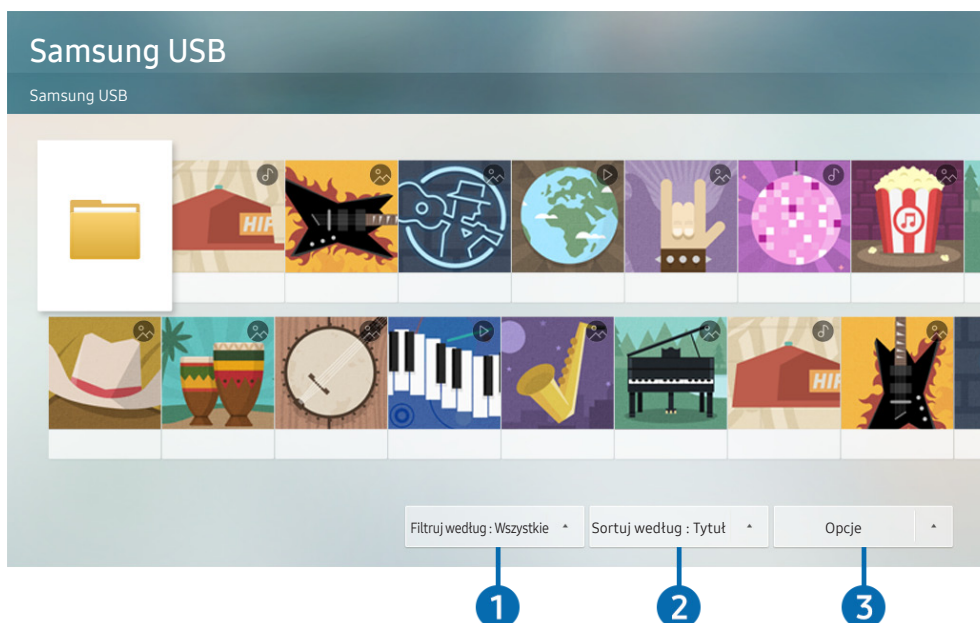 Samsung USB
Samsung USB
HIP
HIP
Filtruj według : Wszystkie
Sortuj według : Tytuł
Opcje
1
2
3